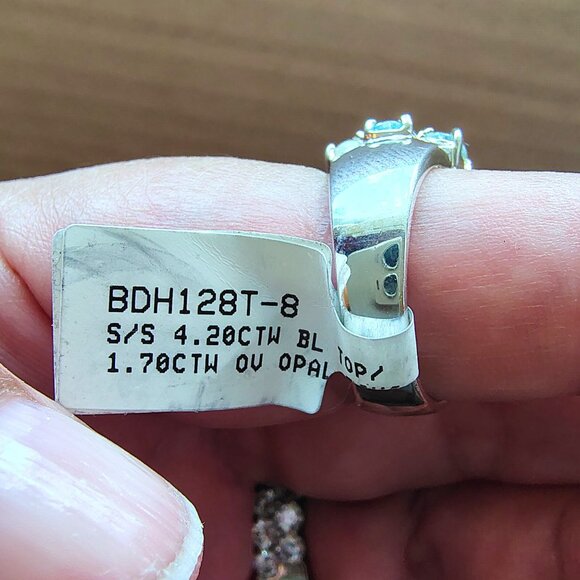 BDH128T-8
S/S 4.20CTW BL TOP/
1.70CTW OV OPAL